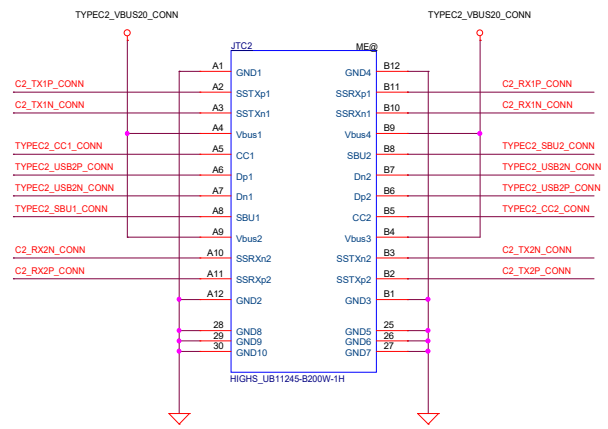 TYPEC2_VBUS20_CONN TYPEC2_VBUS20_CONN
JTC2 ME@
A1 GND1 GND4 B12
C2_TX1P_CONN A2 SSTXp1 SSRXp1 B11 C2_RX1P_CONN
C2_TX1N_CONN A3 SSTXn1 SSRXn1 B10 C2_RX1N_CONN
A4 Vbus1 Vbus4 B9
TYPEC2_CC1_CONN A5 CC1 SBU2 B8 TYPEC2_SBU2_CONN
TYPEC2_USB2P_CONN A6 Dp1 Dn2 B7 TYPEC2_USB2N_CONN
TYPEC2_USB2N_CONN A7 Dn1 Dp2 B6 TYPEC2_USB2P_CONN
TYPEC2_SBU1_CONN A8 SBU1 CC2 B5 TYPEC2_CC2_CONN
A9 Vbus2 Vbus3 B4
C2_RX2N_CONN A10 SSRXn2 SSTXn2 B3 C2_TX2N_CONN
C2_RX2P_CONN A11 SSRXp2 SSTXp2 B2 C2_TX2P_CONN
A12 GND2 GND3 B1
28 GND8 GND5 25
29 GND9 GND6 26
30 GND10 GND7 27
HIGHS_UB11245-B200W-1H